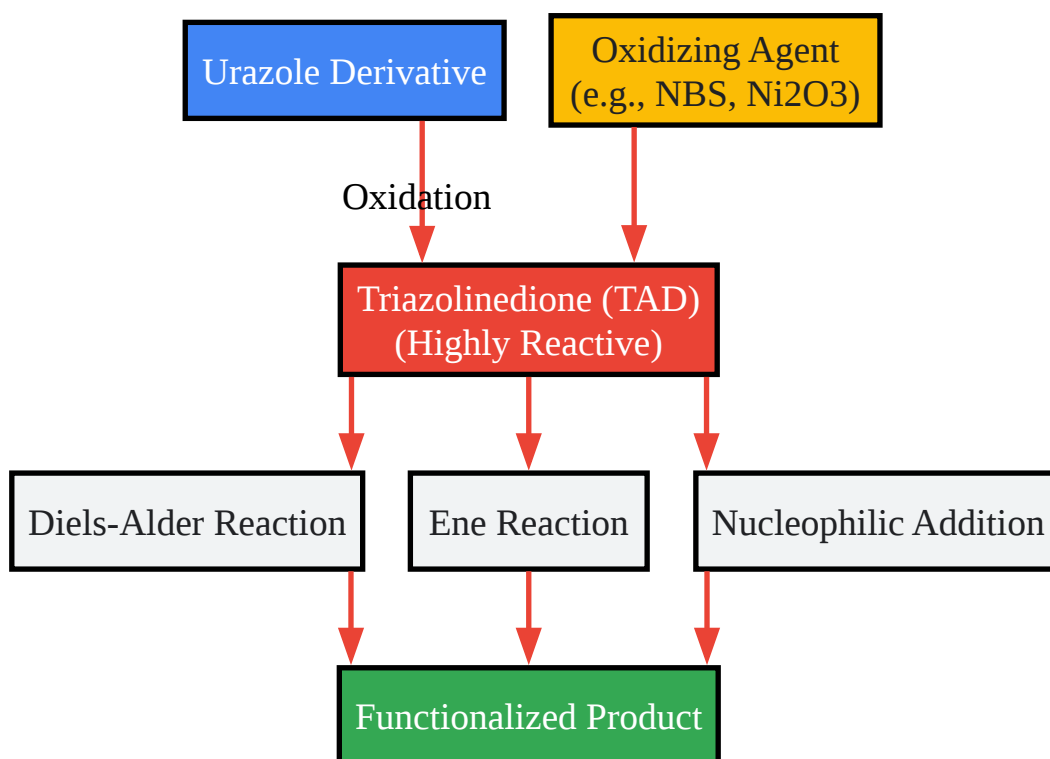 Urazole Derivative
Oxidizing Agent
(e.g., NBS, Ni2O3)
Oxidation
Triazolinedione (TAD)
(Highly Reactive)
Diels-Alder Reaction
Ene Reaction
Nucleophilic Addition
Functionalized Product